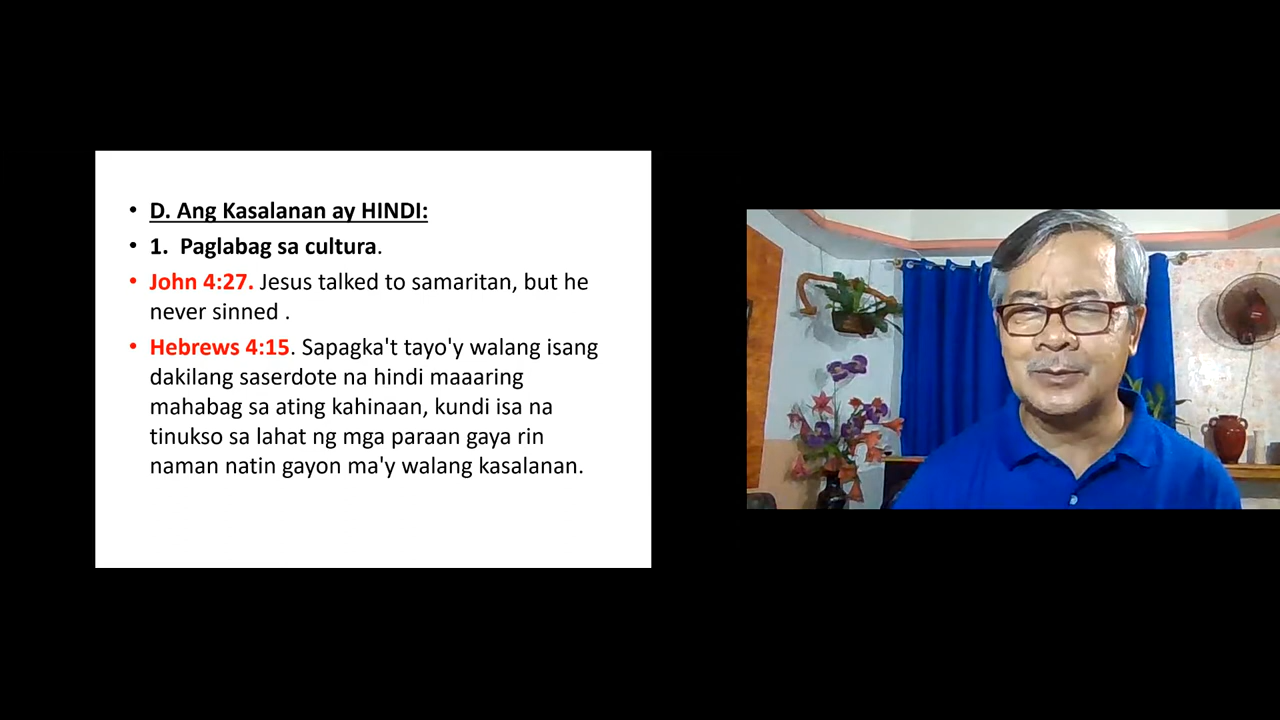 • D. Ang Kasalanan ay HINDI:
• 1. Paglabag sa cultura.
• John 4:27. Jesus talked to samaritan, but he
never sinned .
• Hebrews 4:15. Sapagka't tayo'y walang isang
dakilang saserdote na hindi maaaring
mahabag sa ating kahinaan, kundi isa na
tinukso sa lahat ng mga paraan gaya rin
naman natin gayon ma'y walang kasalanan.